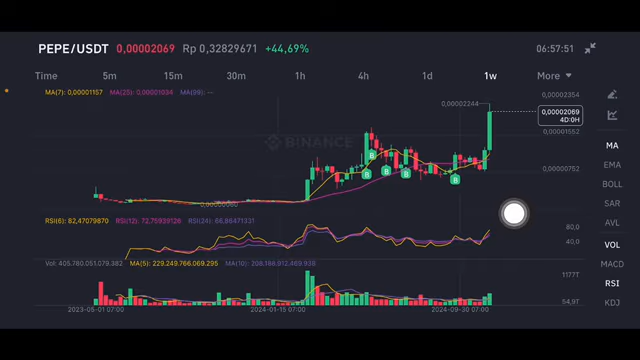 PEPE/USDT 0,00002069 Rp 0,32829671 +44,69% 06:57:51
Time 5m 15m 30m 1h 4h 1d 1w More
MA(7): 0,00001157 MA(25): 0,00001034 MA(99): --
0,00002354
0,00002244
0,00002069
4D:0H
0,00001552
BINANCE
0,00000752
B
B
B
B
B
B
RSI(6): 82,47079870 RSI(12): 72,75939126 RSI(24): 66,86471331
80,0
40,0
Vol: 405.780.051.079.382 MA(5): 229.249.766.069.295 MA(10): 208.188.912.469.938
1177T
54,9T
2023-05-01 07:00 2024-01-15 07:00 2024-09-30 07:00
MA
EMA
BOLL
SAR
AVL
VOL
MACD
RSI
KDJ